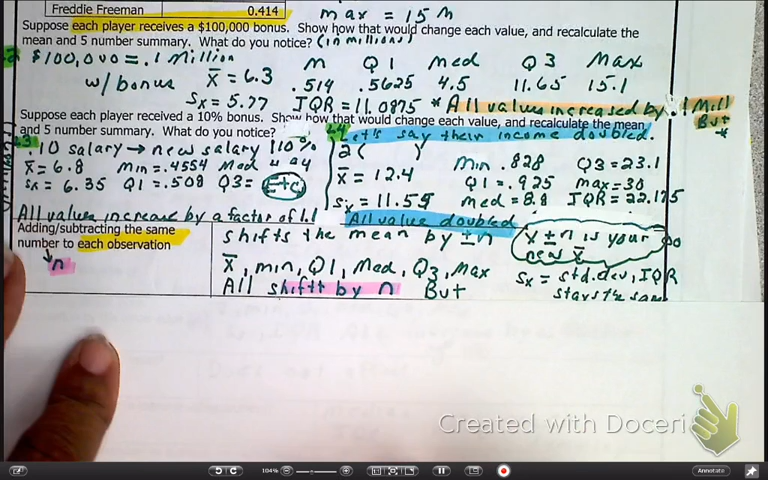 Freddie Freeman 0.414
max = 15 M
Suppose each player receives a $100,000 bonus. Show how that would change each value, and recalculate the
mean and 5 number summary. What do you notice? (in millions)
$100,000 = .1 Million
w/ bonus x̄ = 6.3
Sx = 5.77
m Q1 Med Q3 Max
.514 .5625 4.5 11.65 15.1
IQR = 11.0875 * All values increased by .1 Mill
But *
Suppose each player received a 10% bonus. Show how that would change each value, and recalculate the mean
and 5 number summary. What do you notice?
.10 salary → new salary 110%
x̄ = 6.8 min = .4554 Med
Sx = 6.35 Q1 = .508 Q3 = Etc
All values increase by a factor of 1.1
Let's say their income doubled.
2( )
x̄ = 12.4
Sx = 11.55
min .828 Q3 = 23.1
Q1 = .925 max = 30
med = 8.8 IQR = 22.175
All value doubled
Adding/subtracting the same
number to each observation
n
shifts the mean by ±n
x̄ ± n is your
new x̄
x̄, min, Q1, Med, Q3, Max
All shift by n But
Sx = std. dev, IQR
stays the same
Created with Doceri
104%
Annotate